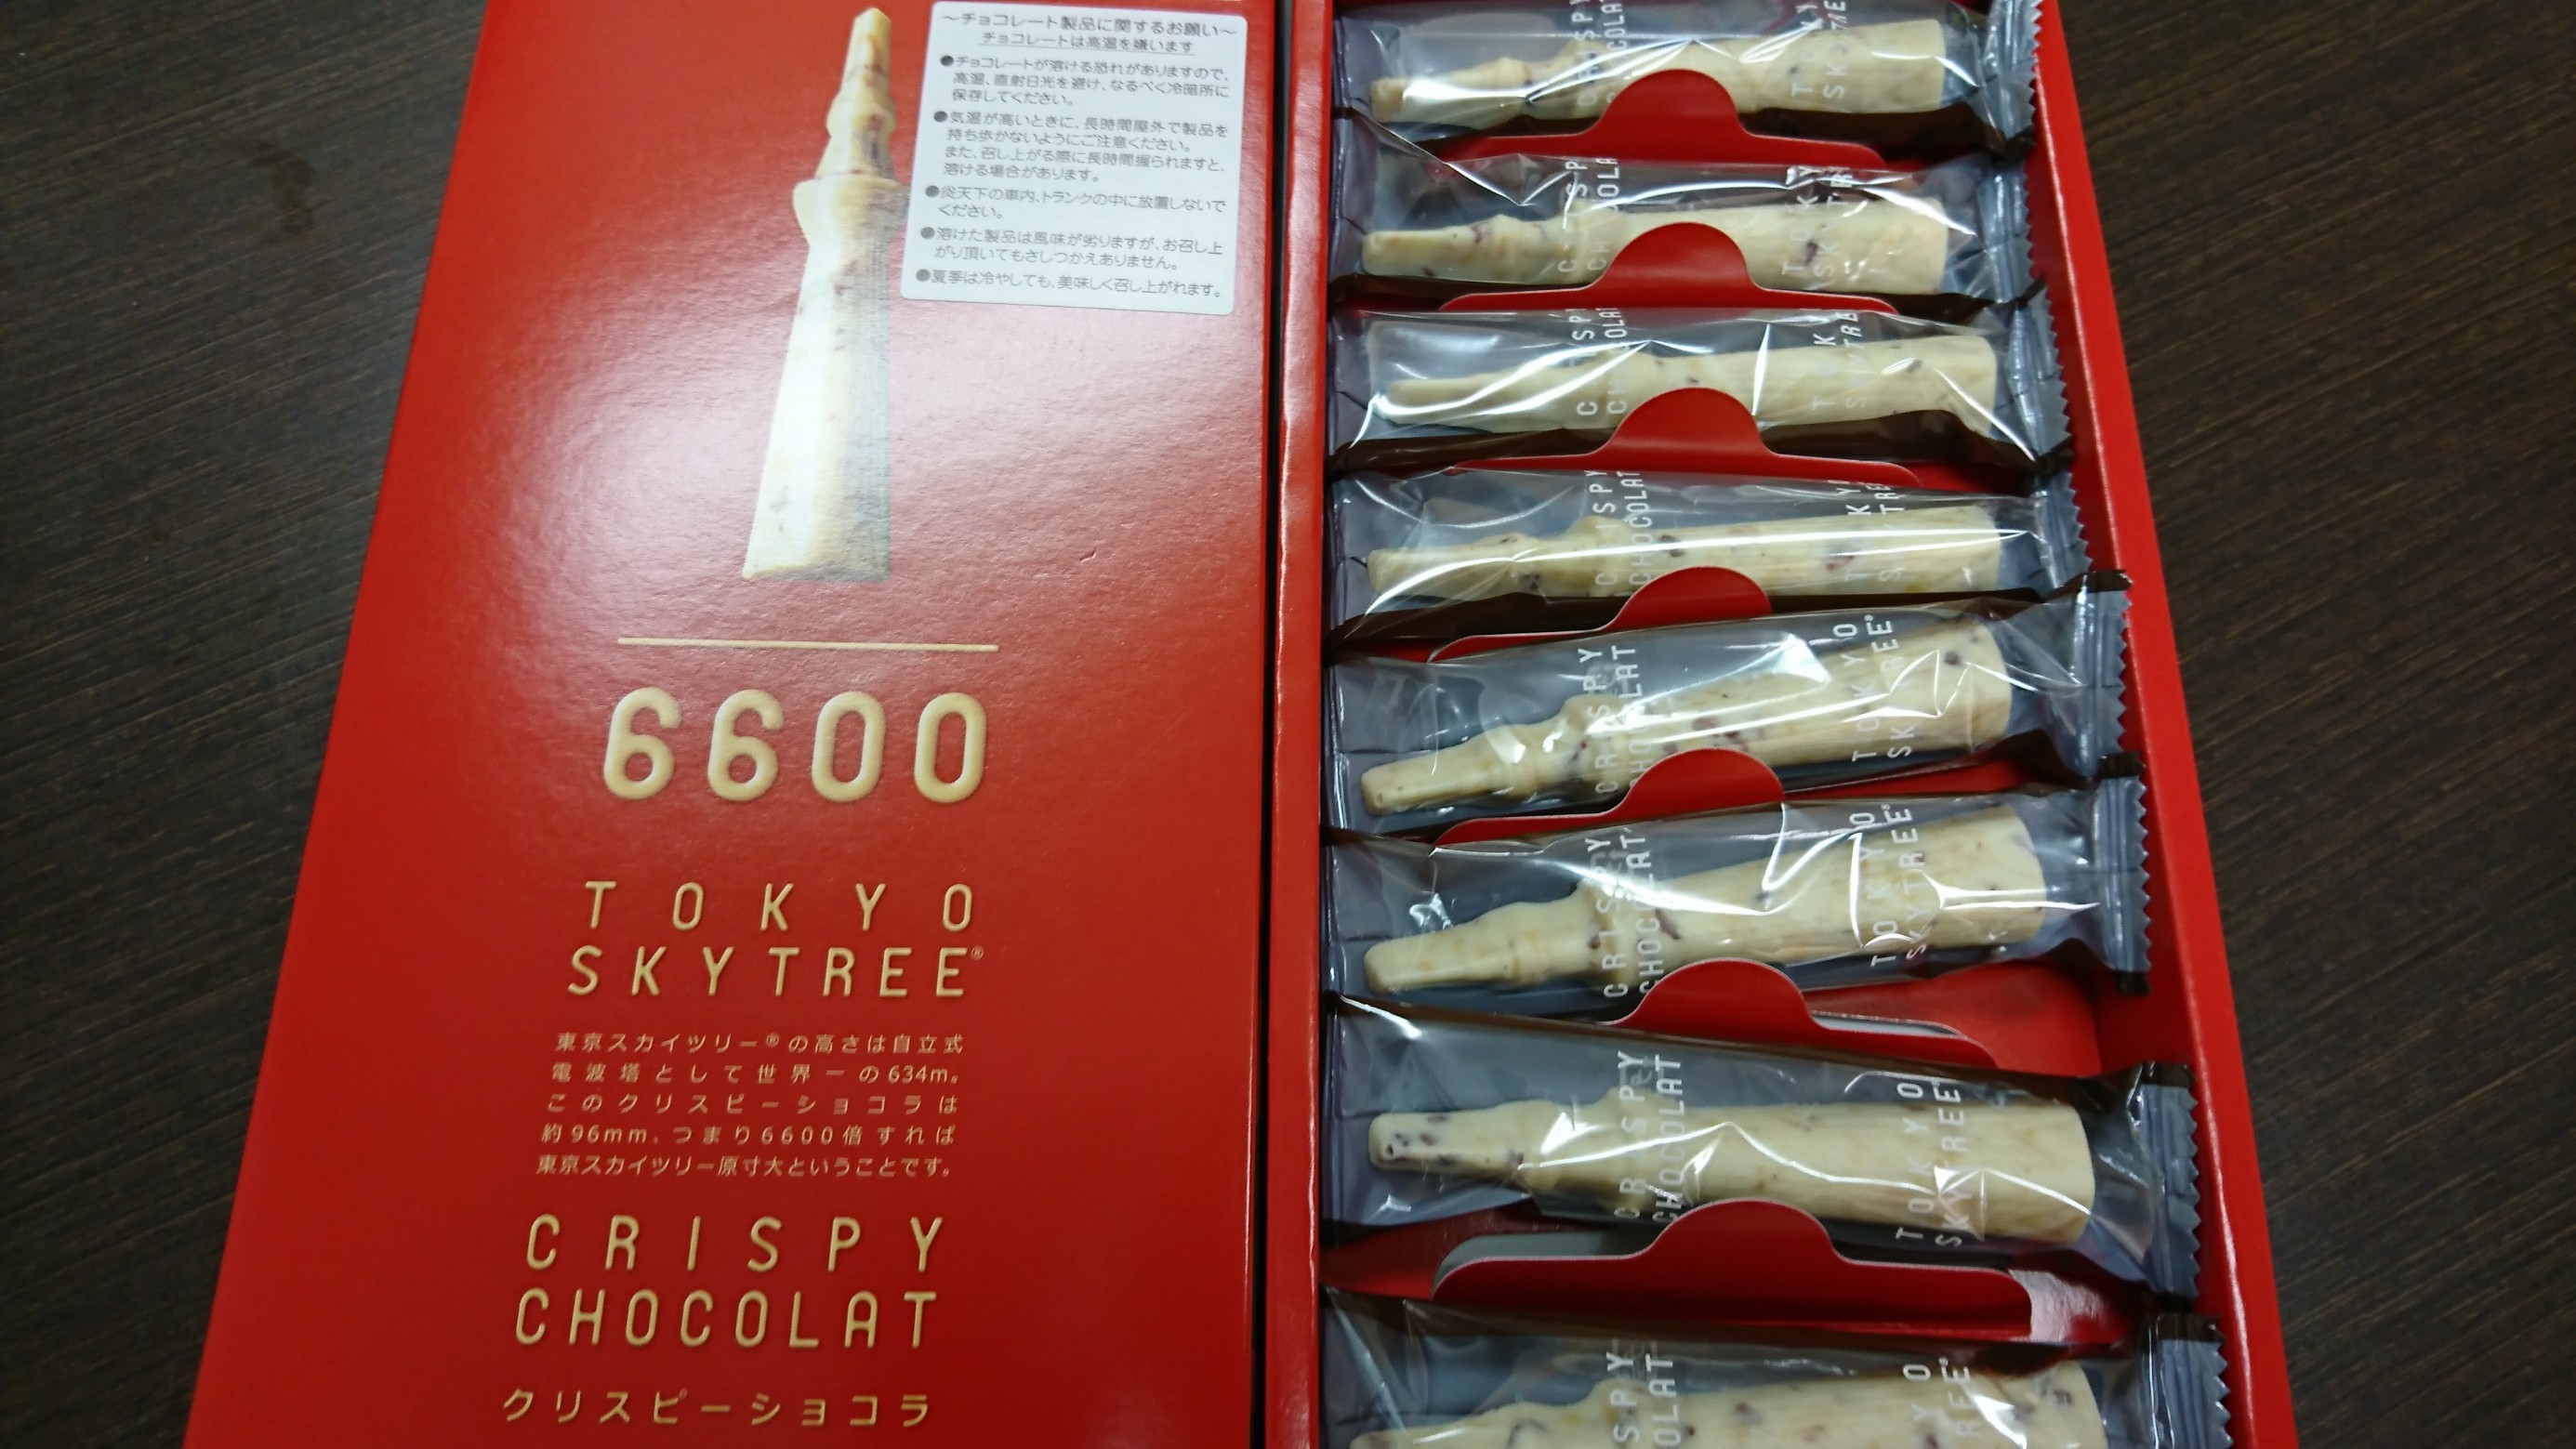 ～チョコレート製品に関するお願い～
チョコレートは高温を嫌います
●チョコレートが溶ける恐れがありますので、
高温、直射日光を避け、なるべく冷暗所に
保存してください。
●気温が高いときに、長時間屋外で製品を
持ち歩かないようにご注意ください。
また、召し上がる際に長時間握られますと、
溶ける場合があります。
●炎天下の車内、トランクの中に放置しないで
ください。
●溶けた製品は風味が劣りますが、お召し上
がり頂いてもさしつかえありません。
●夏季は冷やしても、美味しく召し上がれます。
6600
TOKYO
SKYTREE®
東京スカイツリー®の高さは自立式
電波塔として世界一の634m。
このクリスピーショコラは
約96mm、つまり6600倍すれば
東京スカイツリー原寸大ということです。
CRISPY
CHOCOLAT
クリスピーショコラ
CRISPY
CHOCOLAT
TOKYO
SKYTREE
CRISPY
CHOCOLAT
TOKYO
SKYTREE®
CRISPY
CHOCOLAT
TOKYO
SKYTREE®
CRISPY
CHOCOLAT
TOKYO
SKYTREE®